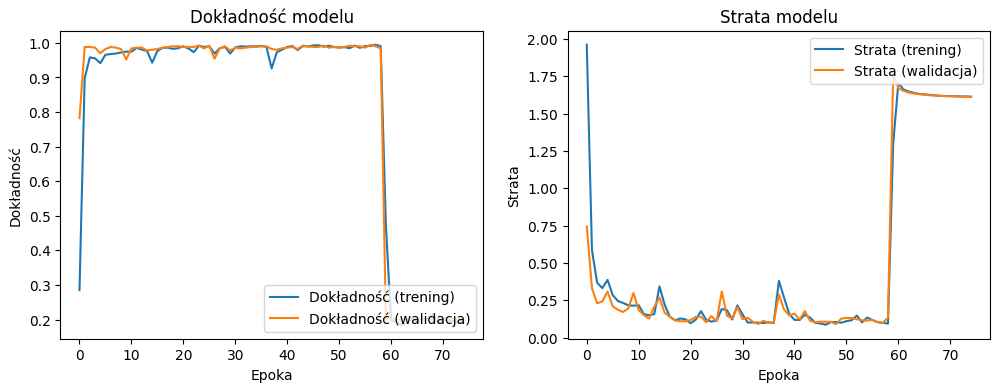 Dokładność modelu
Dokładność
1.0
0.9
0.8
0.7
0.6
0.5
0.4
0.3
0.2
Dokładność (trening)
Dokładność (walidacja)
0 10 20 30 40 50 60 70
Epoka
Strata modelu
Strata
2.00
1.75
1.50
1.25
1.00
0.75
0.50
0.25
0.00
Strata (trening)
Strata (walidacja)
0 10 20 30 40 50 60 70
Epoka